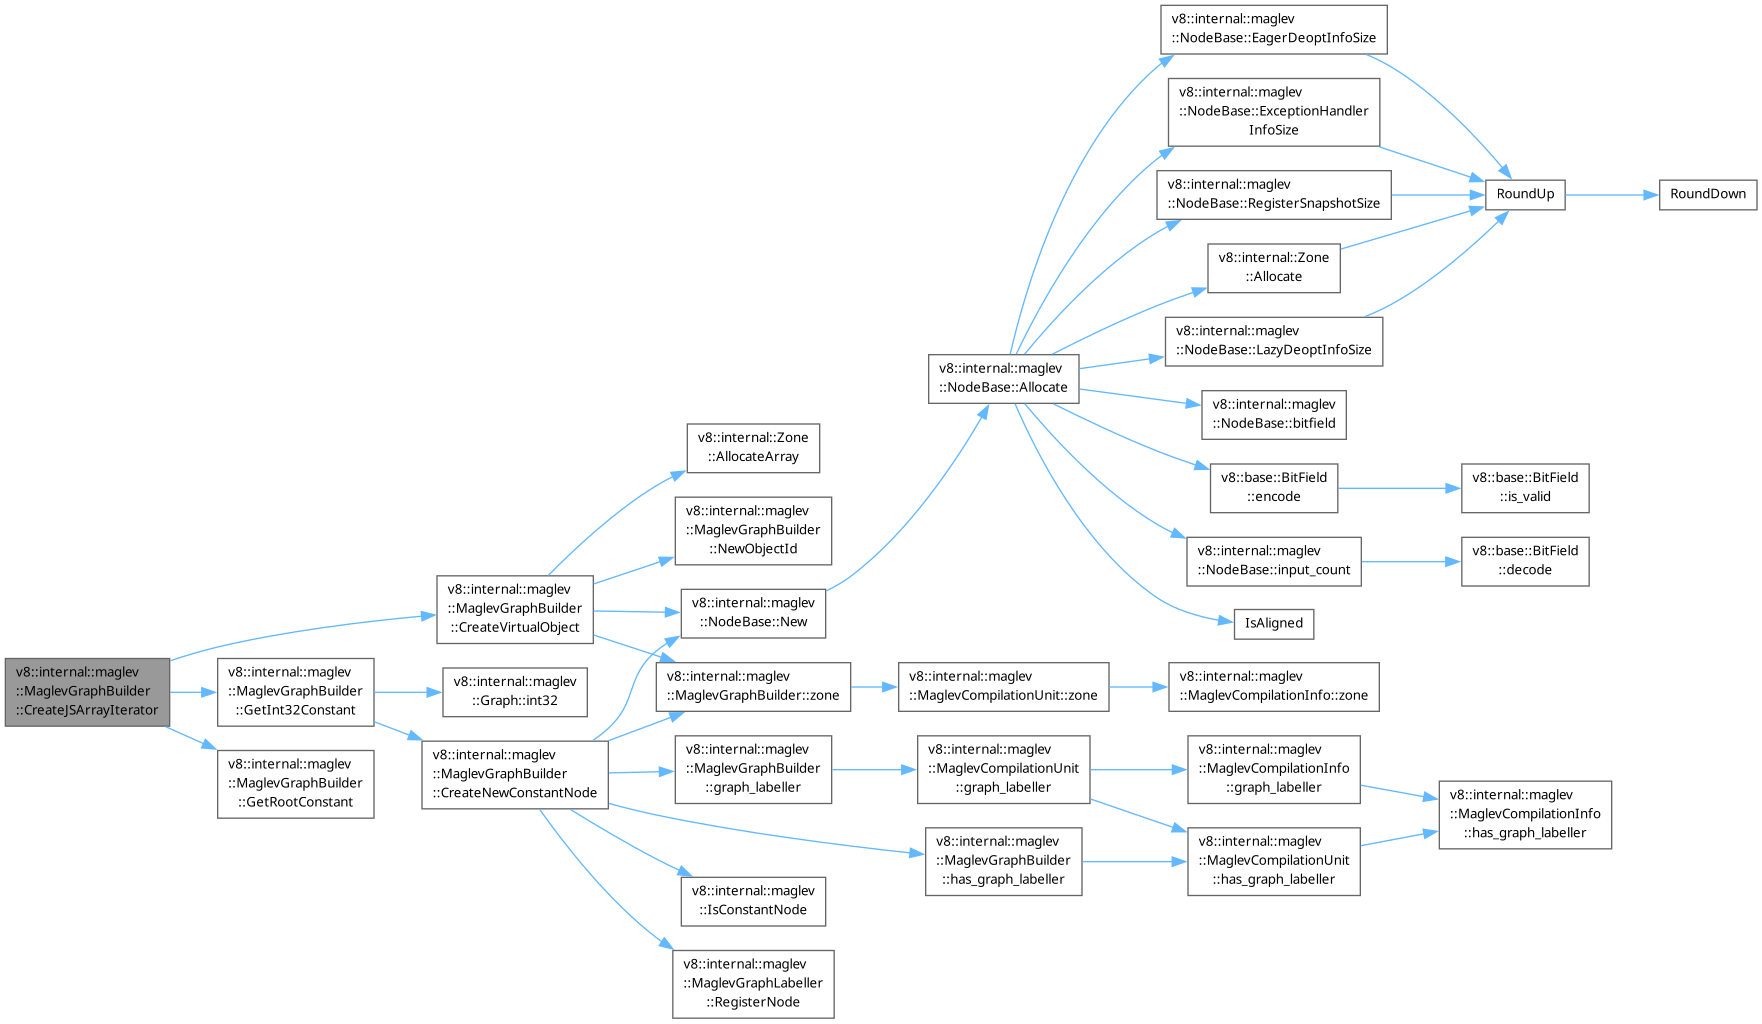 v8::internal::maglev
::NodeBase::EagerDeoptInfoSize
v8::internal::maglev
::NodeBase::ExceptionHandler
InfoSize
v8::internal::maglev
::NodeBase::RegisterSnapshotSize
RoundUp
RoundDown
v8::internal::Zone
::Allocate
v8::internal::maglev
::NodeBase::LazyDeoptInfoSize
v8::internal::maglev
::NodeBase::Allocate
v8::internal::maglev
::NodeBase::bitfield
v8::internal::Zone
::AllocateArray
v8::base::BitField
::encode
v8::base::BitField
::is_valid
v8::internal::maglev
::MaglevGraphBuilder
::NewObjectId
v8::internal::maglev
::NodeBase::input_count
v8::base::BitField
::decode
v8::internal::maglev
::MaglevGraphBuilder
::CreateVirtualObject
v8::internal::maglev
::NodeBase::New
IsAligned
v8::internal::maglev
::MaglevGraphBuilder
::CreateJSArrayIterator
v8::internal::maglev
::MaglevGraphBuilder
::GetInt32Constant
v8::internal::maglev
::Graph::int32
v8::internal::maglev
::MaglevGraphBuilder::zone
v8::internal::maglev
::MaglevCompilationUnit::zone
v8::internal::maglev
::MaglevCompilationInfo::zone
v8::internal::maglev
::MaglevGraphBuilder
::GetRootConstant
v8::internal::maglev
::MaglevGraphBuilder
::CreateNewConstantNode
v8::internal::maglev
::MaglevGraphBuilder
::graph_labeller
v8::internal::maglev
::MaglevCompilationUnit
::graph_labeller
v8::internal::maglev
::MaglevCompilationInfo
::graph_labeller
v8::internal::maglev
::MaglevCompilationInfo
::has_graph_labeller
v8::internal::maglev
::MaglevGraphBuilder
::has_graph_labeller
v8::internal::maglev
::MaglevCompilationUnit
::has_graph_labeller
v8::internal::maglev
::IsConstantNode
v8::internal::maglev
::MaglevGraphLabeller
::RegisterNode